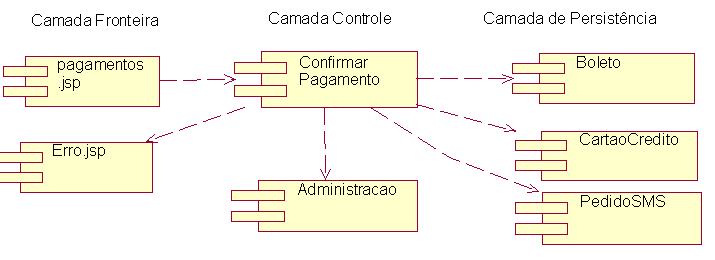 Camada Fronteira
Camada Controle
Camada de Persistência
pagamentos
.jsp
Confirmar
Pagamento
Boleto
Erro.jsp
CartaoCredito
Administracao
PedidoSMS